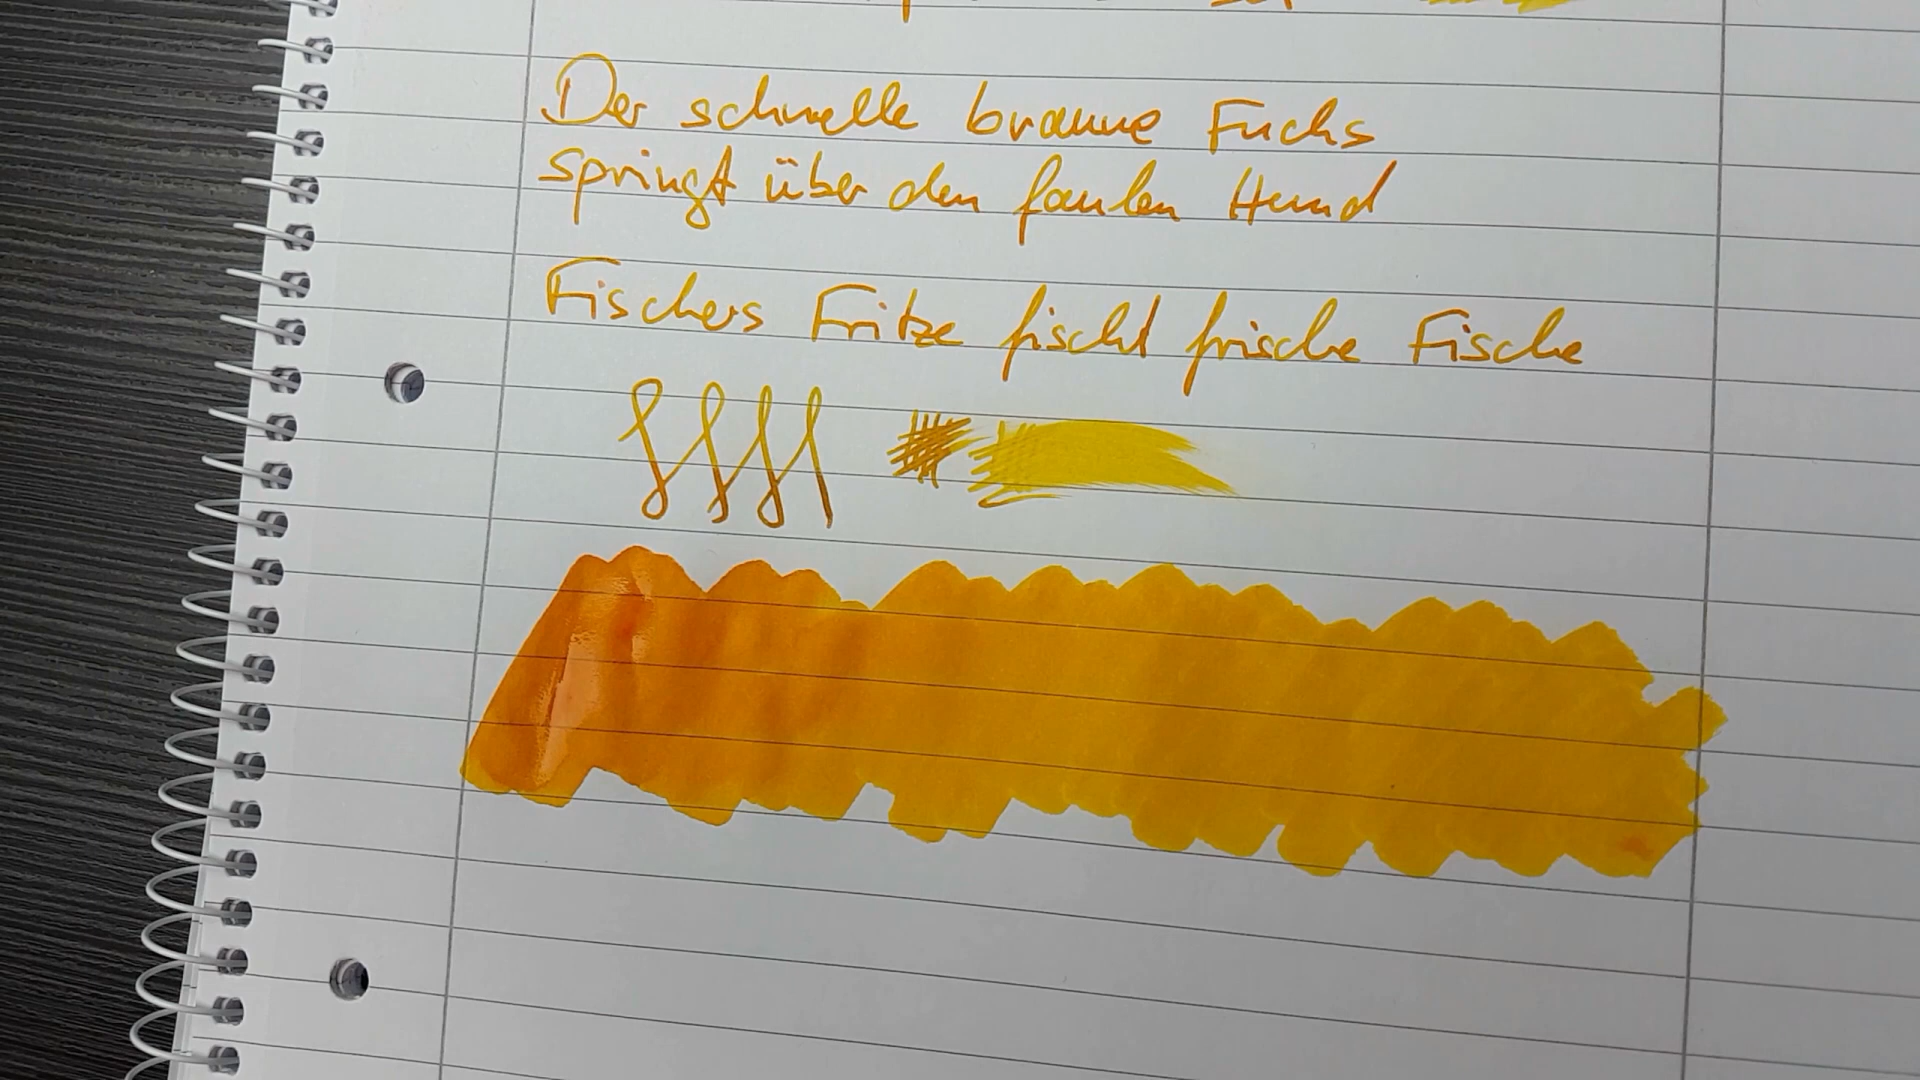 Der schnelle braune Fuchs
springt über den faulen Hund
Fischers Fritze fischt frische Fische